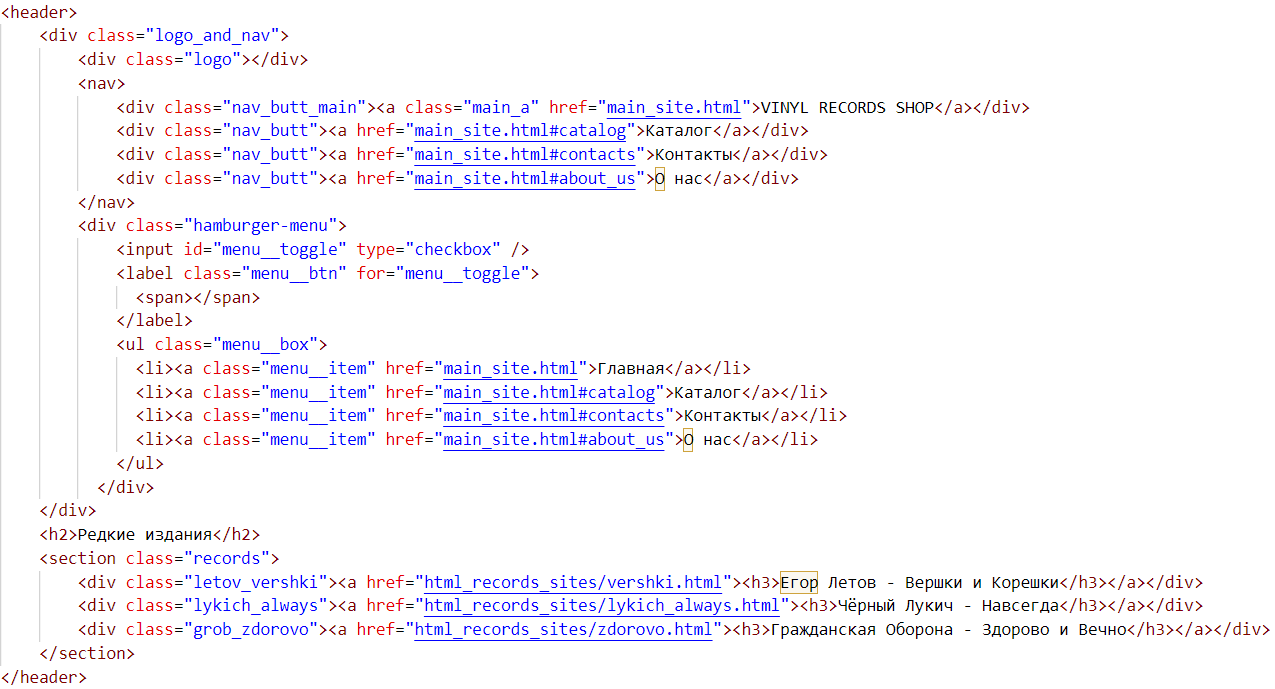 <header>
<div class="logo_and_nav">
<div class="logo"></div>
<nav>
<div class="nav_butt_main"><a class="main_a" href="main_site.html">VINYL RECORDS SHOP</a></div>
<div class="nav_butt"><a href="main_site.html#catalog">Каталог</a></div>
<div class="nav_butt"><a href="main_site.html#contacts">Контакты</a></div>
<div class="nav_butt"><a href="main_site.html#about_us">О нас</a></div>
</nav>
<div class="hamburger-menu">
<input id="menu__toggle" type="checkbox" />
<label class="menu__btn" for="menu__toggle">
<span></span>
</label>
<ul class="menu__box">
<li><a class="menu__item" href="main_site.html">Главная</a></li>
<li><a class="menu__item" href="main_site.html#catalog">Каталог</a></li>
<li><a class="menu__item" href="main_site.html#contacts">Контакты</a></li>
<li><a class="menu__item" href="main_site.html#about_us">О нас</a></li>
</ul>
</div>
</div>
<h2>Редкие издания</h2>
<section class="records">
<div class="letov_vershki"><a href="html_records_sites/vershki.html"><h3>Егор Летов - Вершки и Корешки</h3></a></div>
<div class="lykich_always"><a href="html_records_sites/lykich_always.html"><h3>Чёрный Лукич - Навсегда</h3></a></div>
<div class="grob_zdorovo"><a href="html_records_sites/zdorovo.html"><h3>Гражданская Оборона - Здорово и Вечно</h3></a></div>
</section>
</header>